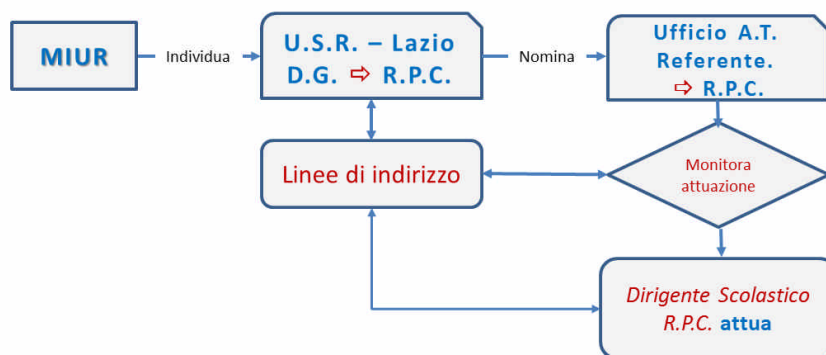 MIUR
Individua
U.S.R. – Lazio
D.G. ⇨ R.P.C.
Nomina
Ufficio A.T.
Referente.
⇨ R.P.C.
Linee di indirizzo
Monitora
attuazione
Dirigente Scolastico
R.P.C. attua